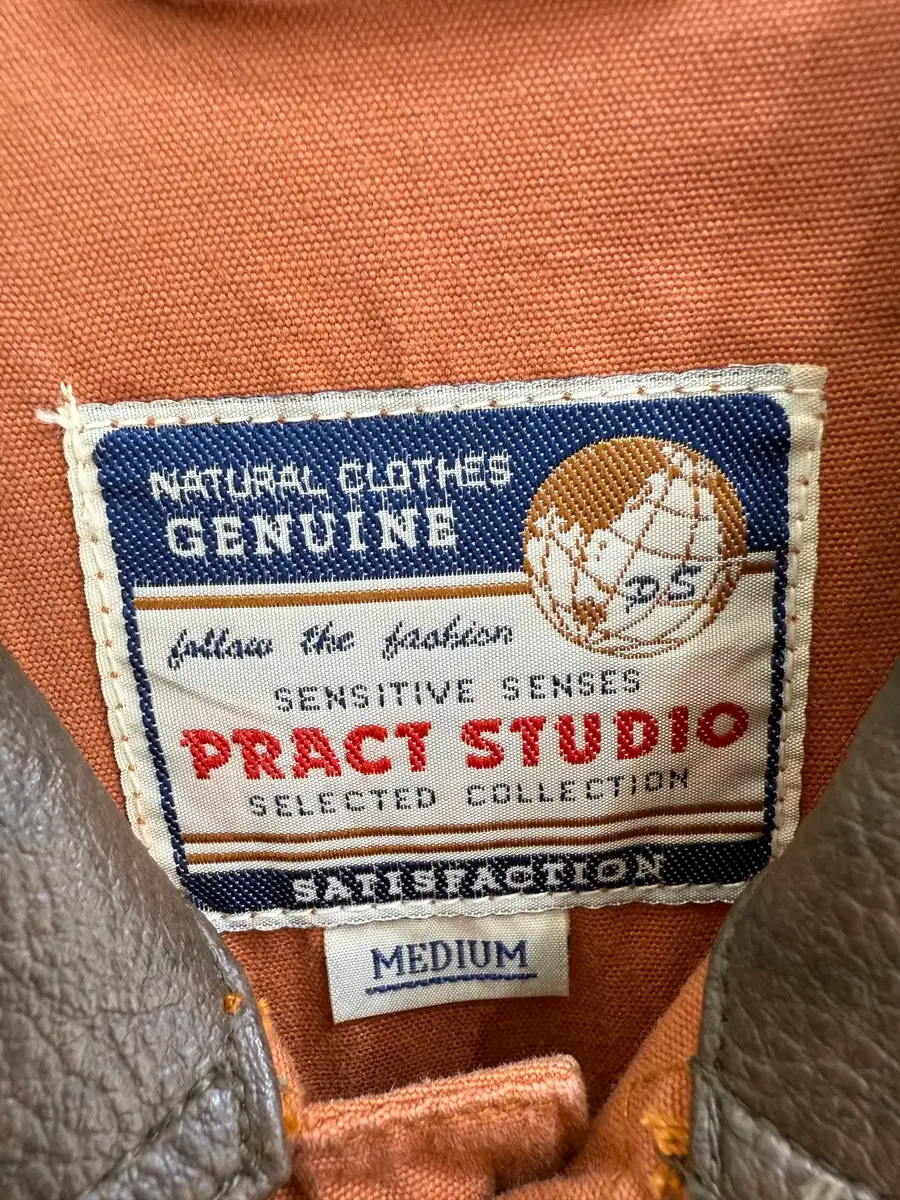 NATURAL CLOTHES
GENUINE
PS
follow the fashion
SENSITIVE SENSES
PRACT STUDIO
SELECTED COLLECTION
SATISFACTION
MEDIUM